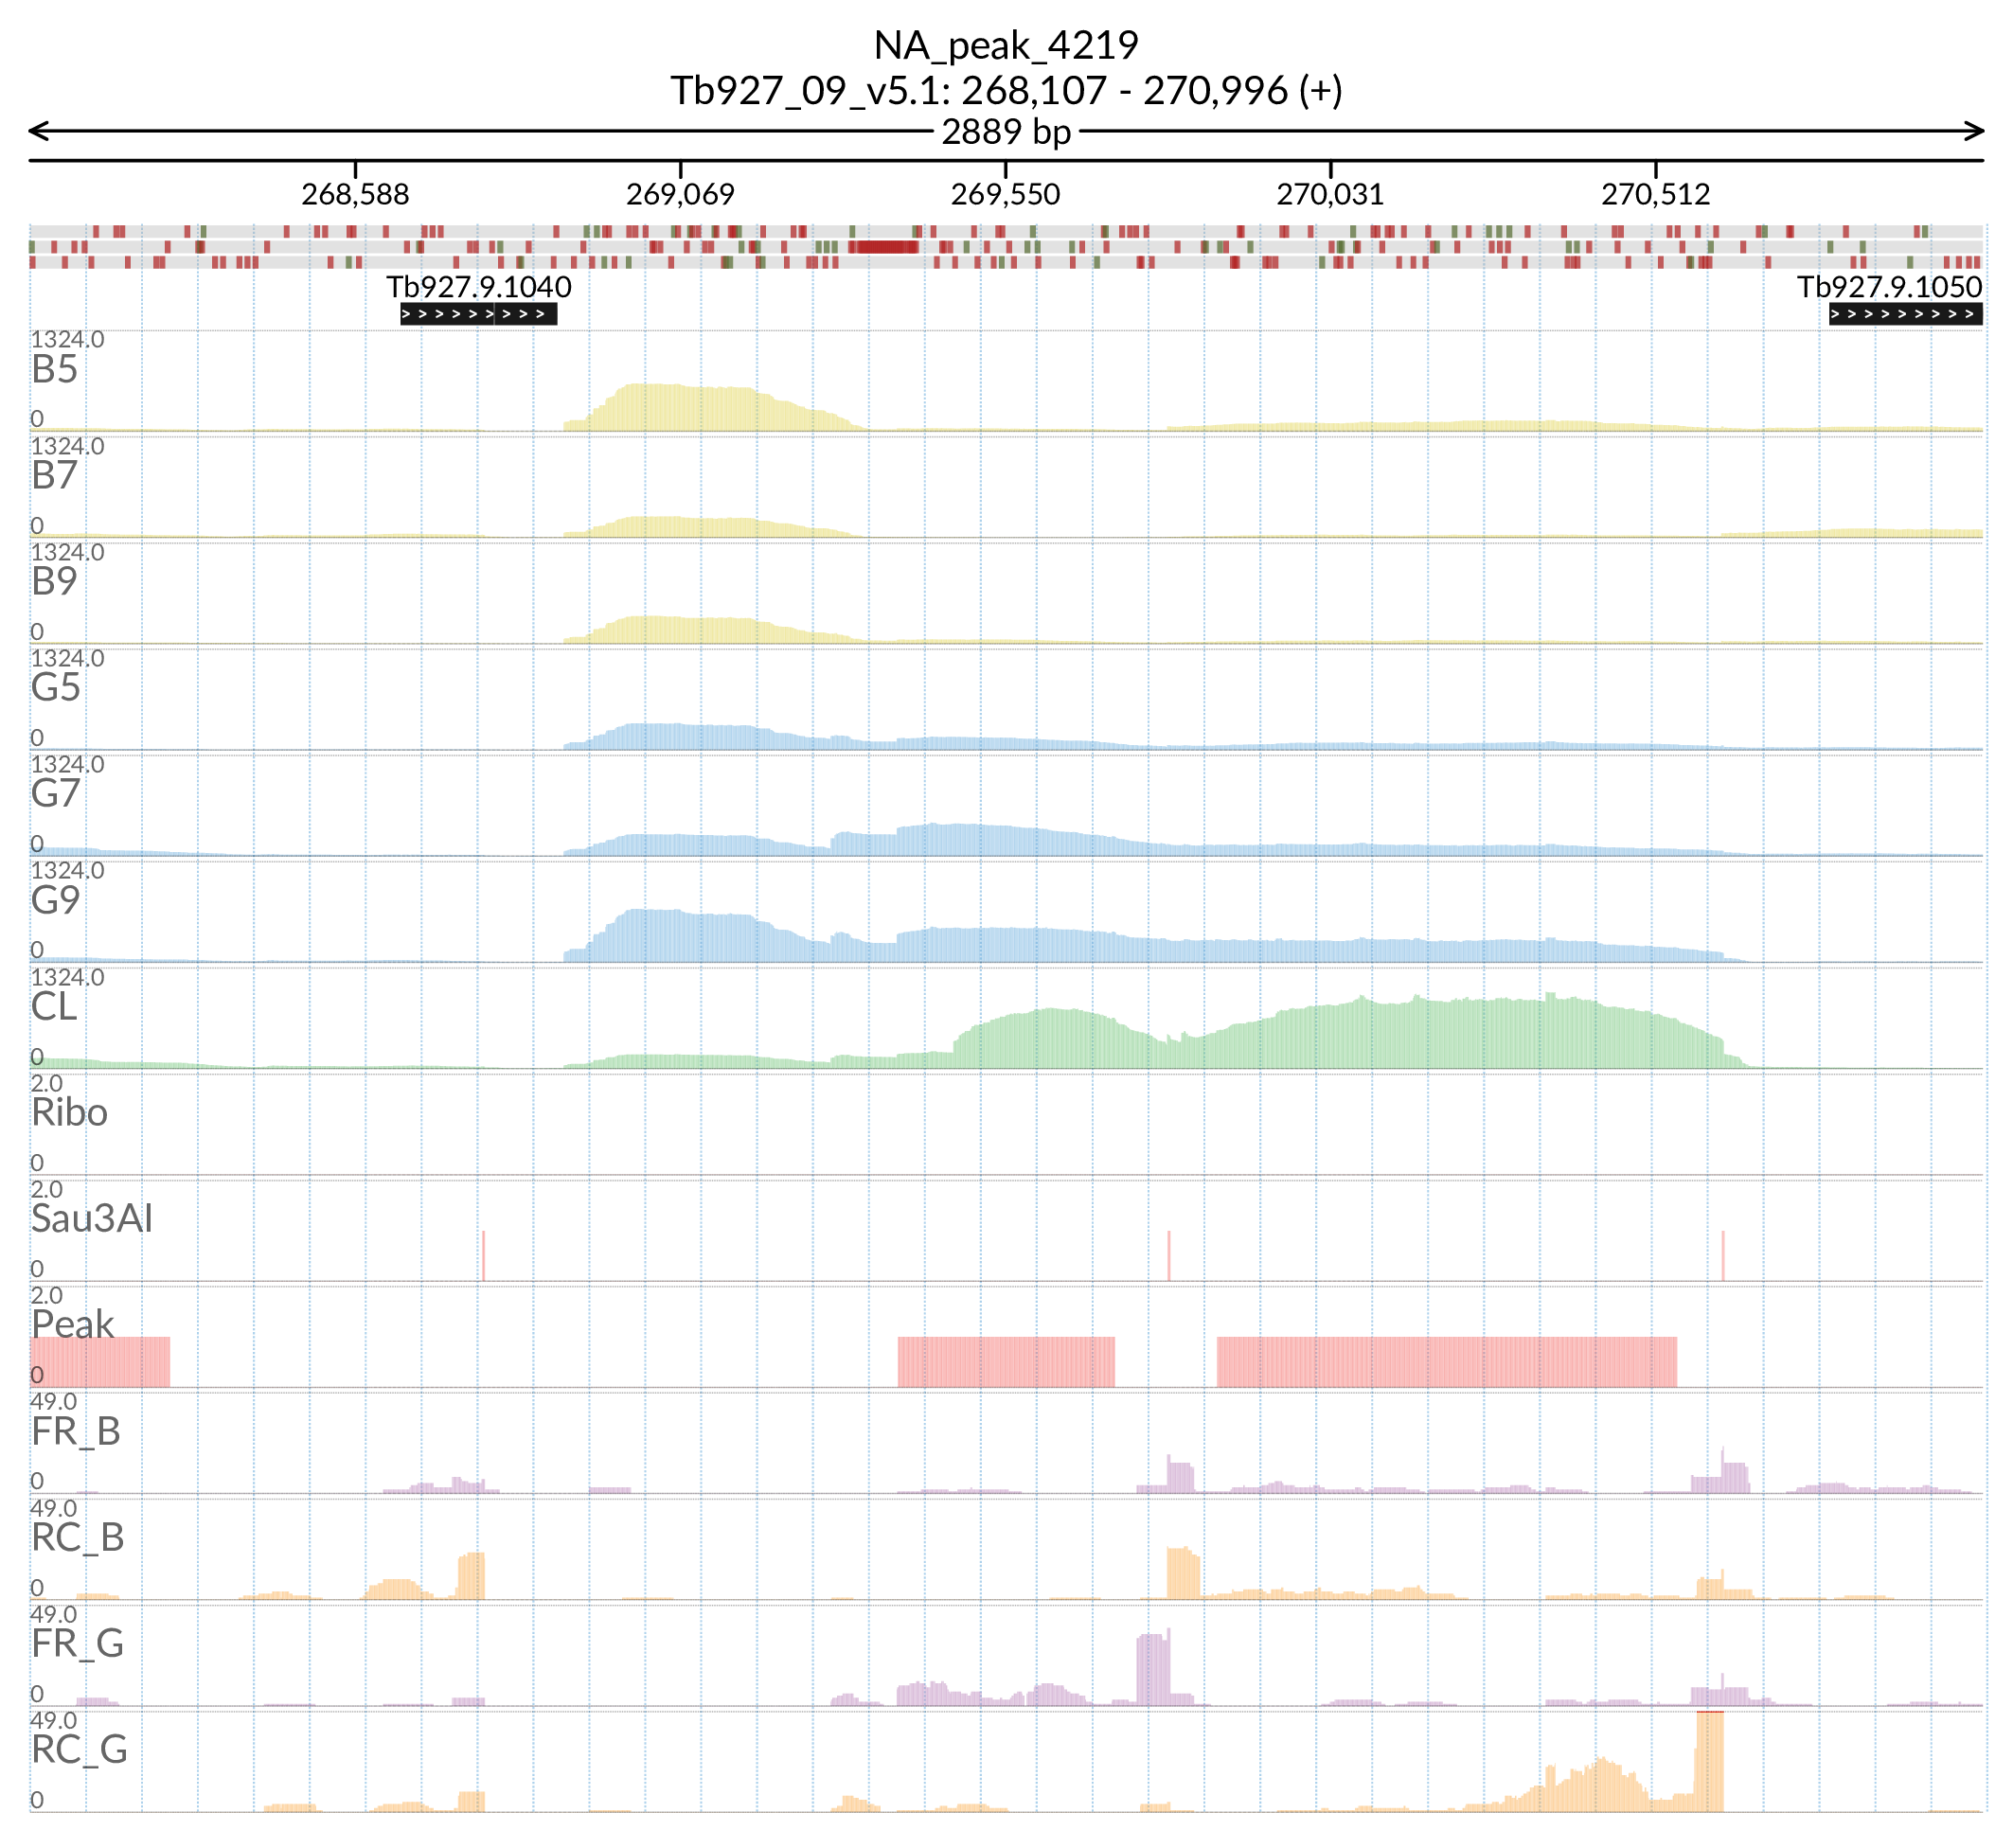 NA_peak_4219
Tb927_09_v5.1: 268,107 - 270,996 (+)
2889 bp
268,588 269,069 269,550 270,031 270,512
Tb927.9.1040 Tb927.9.1050
1324.0
B5
0
1324.0
B7
0
1324.0
B9
0
1324.0
G5
0
1324.0
G7
0
1324.0
G9
0
1324.0
CL
0
2.0
Ribo
0
2.0
Sau3AI
0
2.0
Peak
0
49.0
FR_B
0
49.0
RC_B
0
49.0
FR_G
0
49.0
RC_G
0